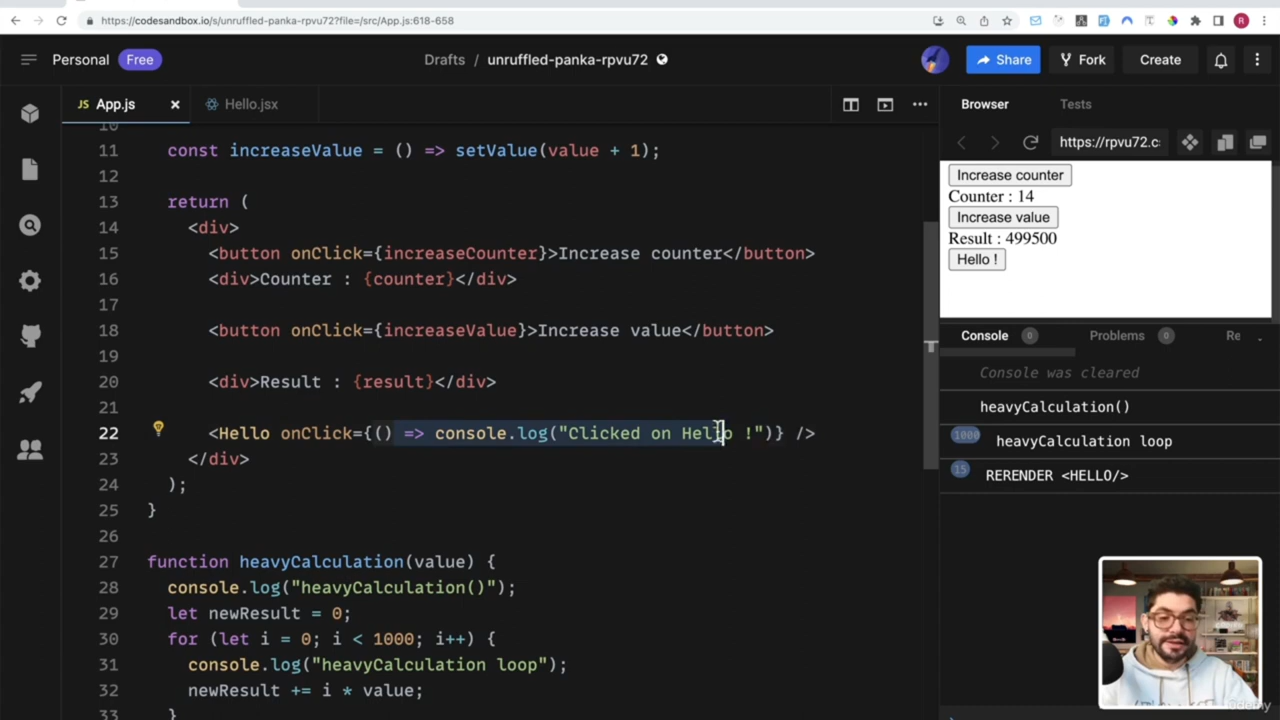 https://codesandbox.io/s/unruffled-panka-rpvu72?file=/src/App.js:618-658
R
Personal Free
Drafts / unruffled-panka-rpvu72
Share
Fork
Create
JS App.js
Hello.jsx
Browser
Tests
https://rpvu72.c
10
11 const increaseValue = () => setValue(value + 1);
12
13 return (
14 <div>
15 <button onClick={increaseCounter}>Increase counter</button>
16 <div>Counter : {counter}</div>
17
18 <button onClick={increaseValue}>Increase value</button>
19
20 <div>Result : {result}</div>
21
22 <Hello onClick={() => console.log("Clicked on Hello !")} />
23 </div>
24 );
25 }
26
27 function heavyCalculation(value) {
28 console.log("heavyCalculation()");
29 let newResult = 0;
30 for (let i = 0; i < 1000; i++) {
31 console.log("heavyCalculation loop");
32 newResult += i * value;
33 }
Increase counter
Counter : 14
Increase value
Result : 499500
Hello !
Console 0 Problems 0 Re
Console was cleared
heavyCalculation()
1000 heavyCalculation loop
15 RERENDER <HELLO/>